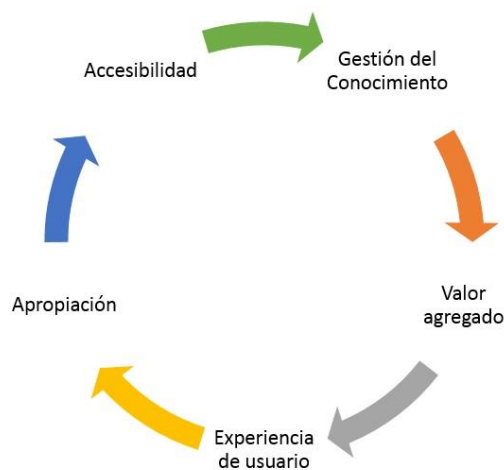 Accesibilidad
Gestión del
Conocimiento
Valor
agregado
Experiencia
de usuario
Apropiación